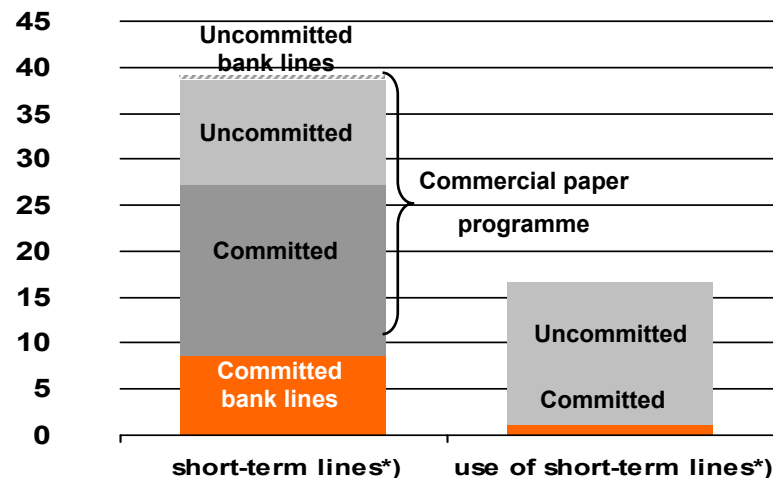 45
40
35
30
25
20
15
10
5
0
Uncommitted
bank lines
Uncommitted
Committed
Committed
bank lines
Commercial paper
programme
Uncommitted
Committed
short-term lines*)
use of short-term lines*)